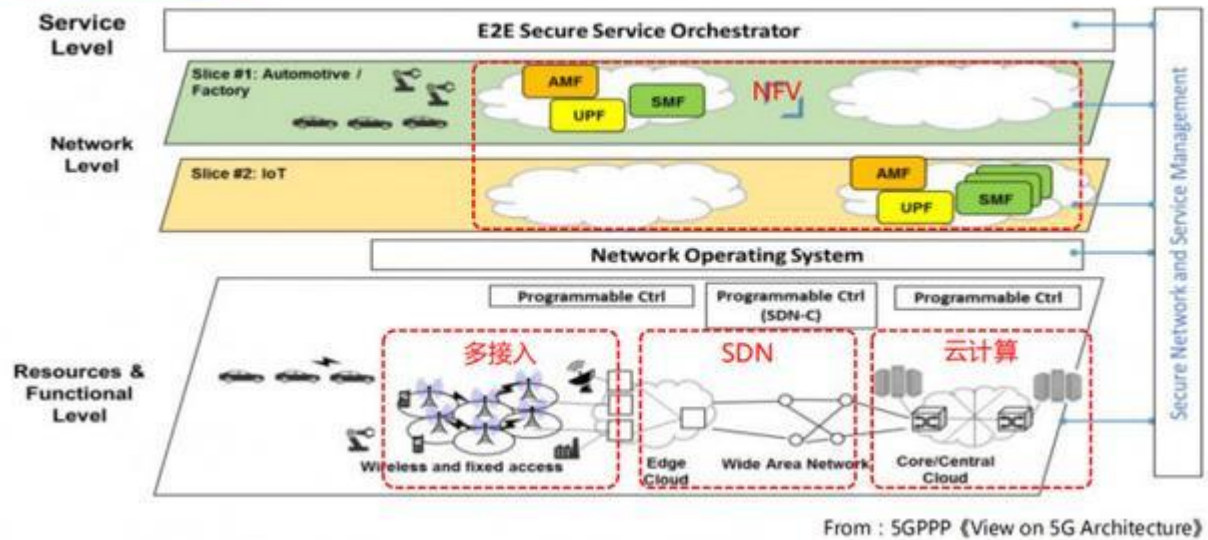 Service
Level
E2E Secure Service Orchestrator
Slice #1: Automotive /
Factory
AMF
UPF
SMF
NFV
Network
Level
Slice #2: IoT
AMF
UPF
SMF
Network Operating System
Programmable Ctrl
Programmable Ctrl
(SDN-C)
Programmable Ctrl
多接入
SDN
云计算
Resources &
Functional
Level
Wireless and fixed access
Edge
Cloud
Wide Area Network
Core/Central
Cloud
Secure Network and Service Management
From : 5GPPP 《View on 5G Architecture》